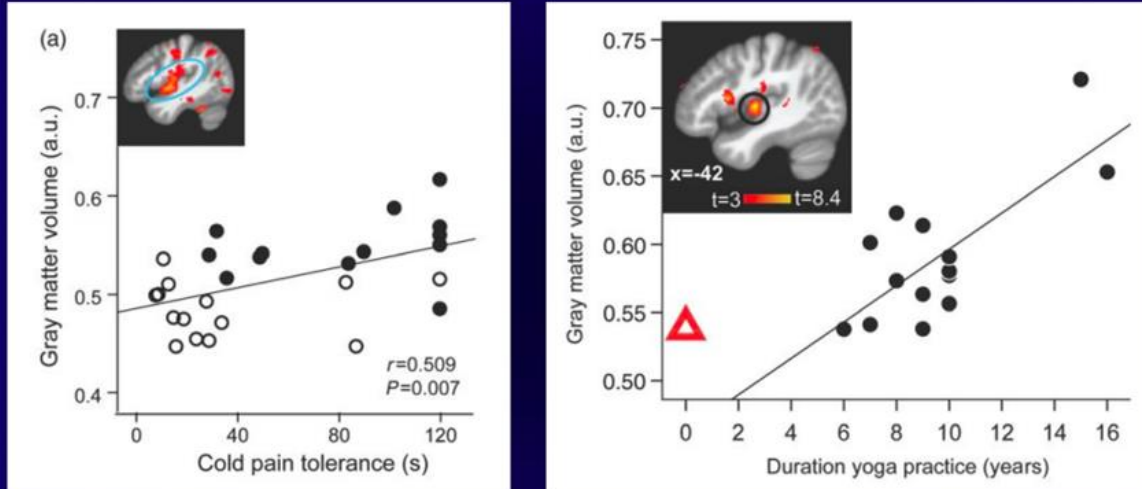 (a)
Gray matter volume (a.u.)
0.7
0.6
0.5
0.4
r=0.509
P=0.007
0
40
80
120
Cold pain tolerance (s)
Gray matter volume (a.u.)
0.75
0.70
0.65
0.60
0.55
0.50
x=-42
t=3 t=8.4
0 2 4 6 8 10 12 14 16
Duration yoga practice (years)